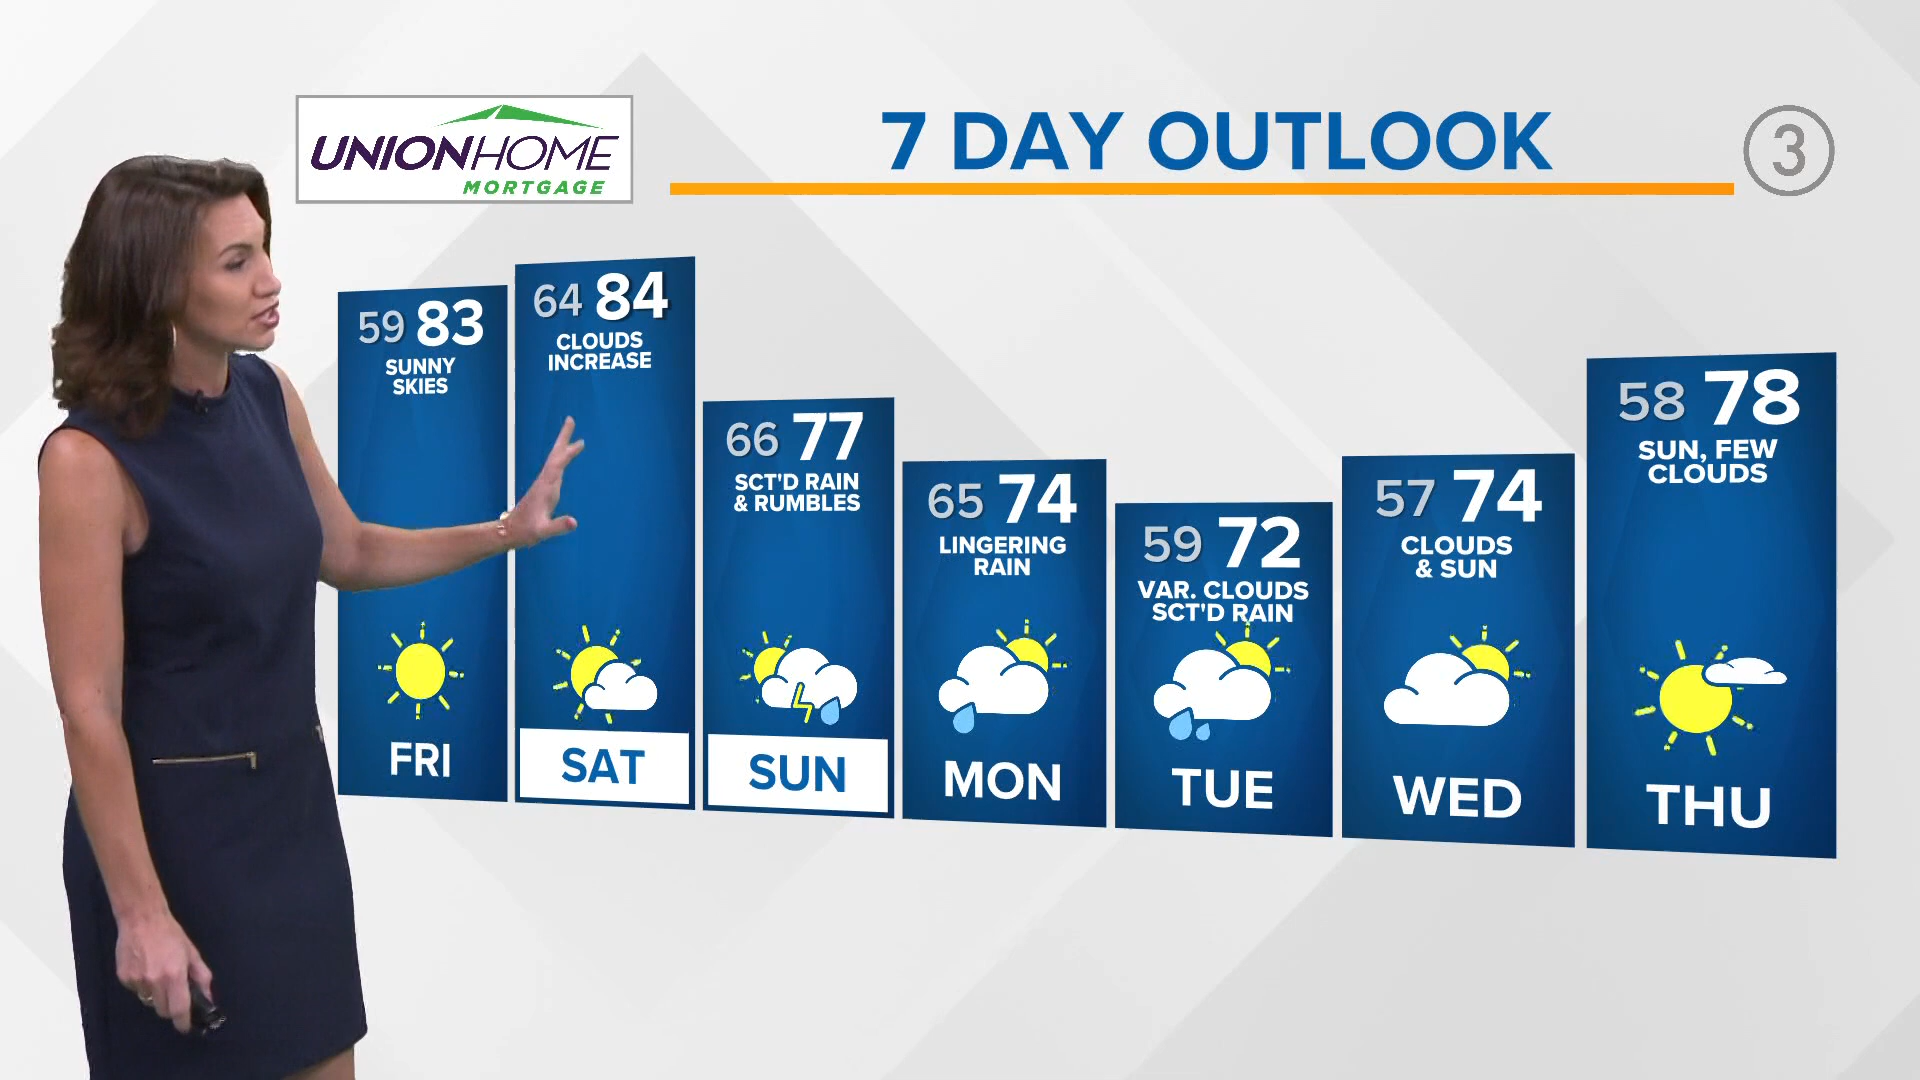 UNIONHOME
MORTGAGE
7 DAY OUTLOOK
3
59 83
SUNNY
SKIES
FRI
64 84
CLOUDS
INCREASE
SAT
66 77
SCT'D RAIN
& RUMBLES
SUN
65 74
LINGERING
RAIN
MON
59 72
VAR. CLOUDS
SCT'D RAIN
TUE
57 74
CLOUDS
& SUN
WED
58 78
SUN, FEW
CLOUDS
THU